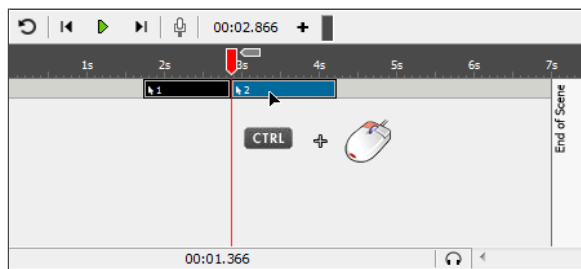 00:02.866
1s 2s 3s 4s 5s 6s 7s
1 2
End of Scene
CTRL +
00:01.366